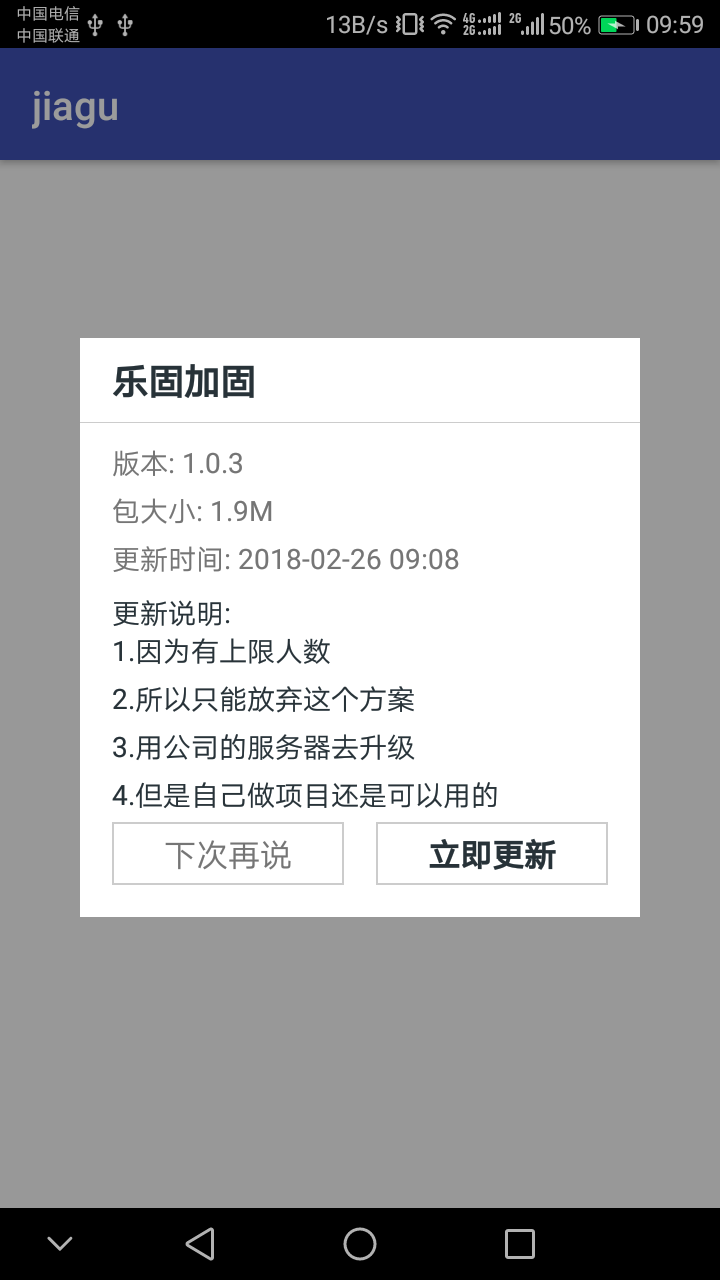 中国电信
中国联通
13B/s 4G 2G 2G 50% 09:59
jiagu
乐固加固
版本: 1.0.3
包大小: 1.9M
更新时间: 2018-02-26 09:08
更新说明:
1.因为有上限人数
2.所以只能放弃这个方案
3.用公司的服务器去升级
4.但是自己做项目还是可以用的
下次再说 立即更新